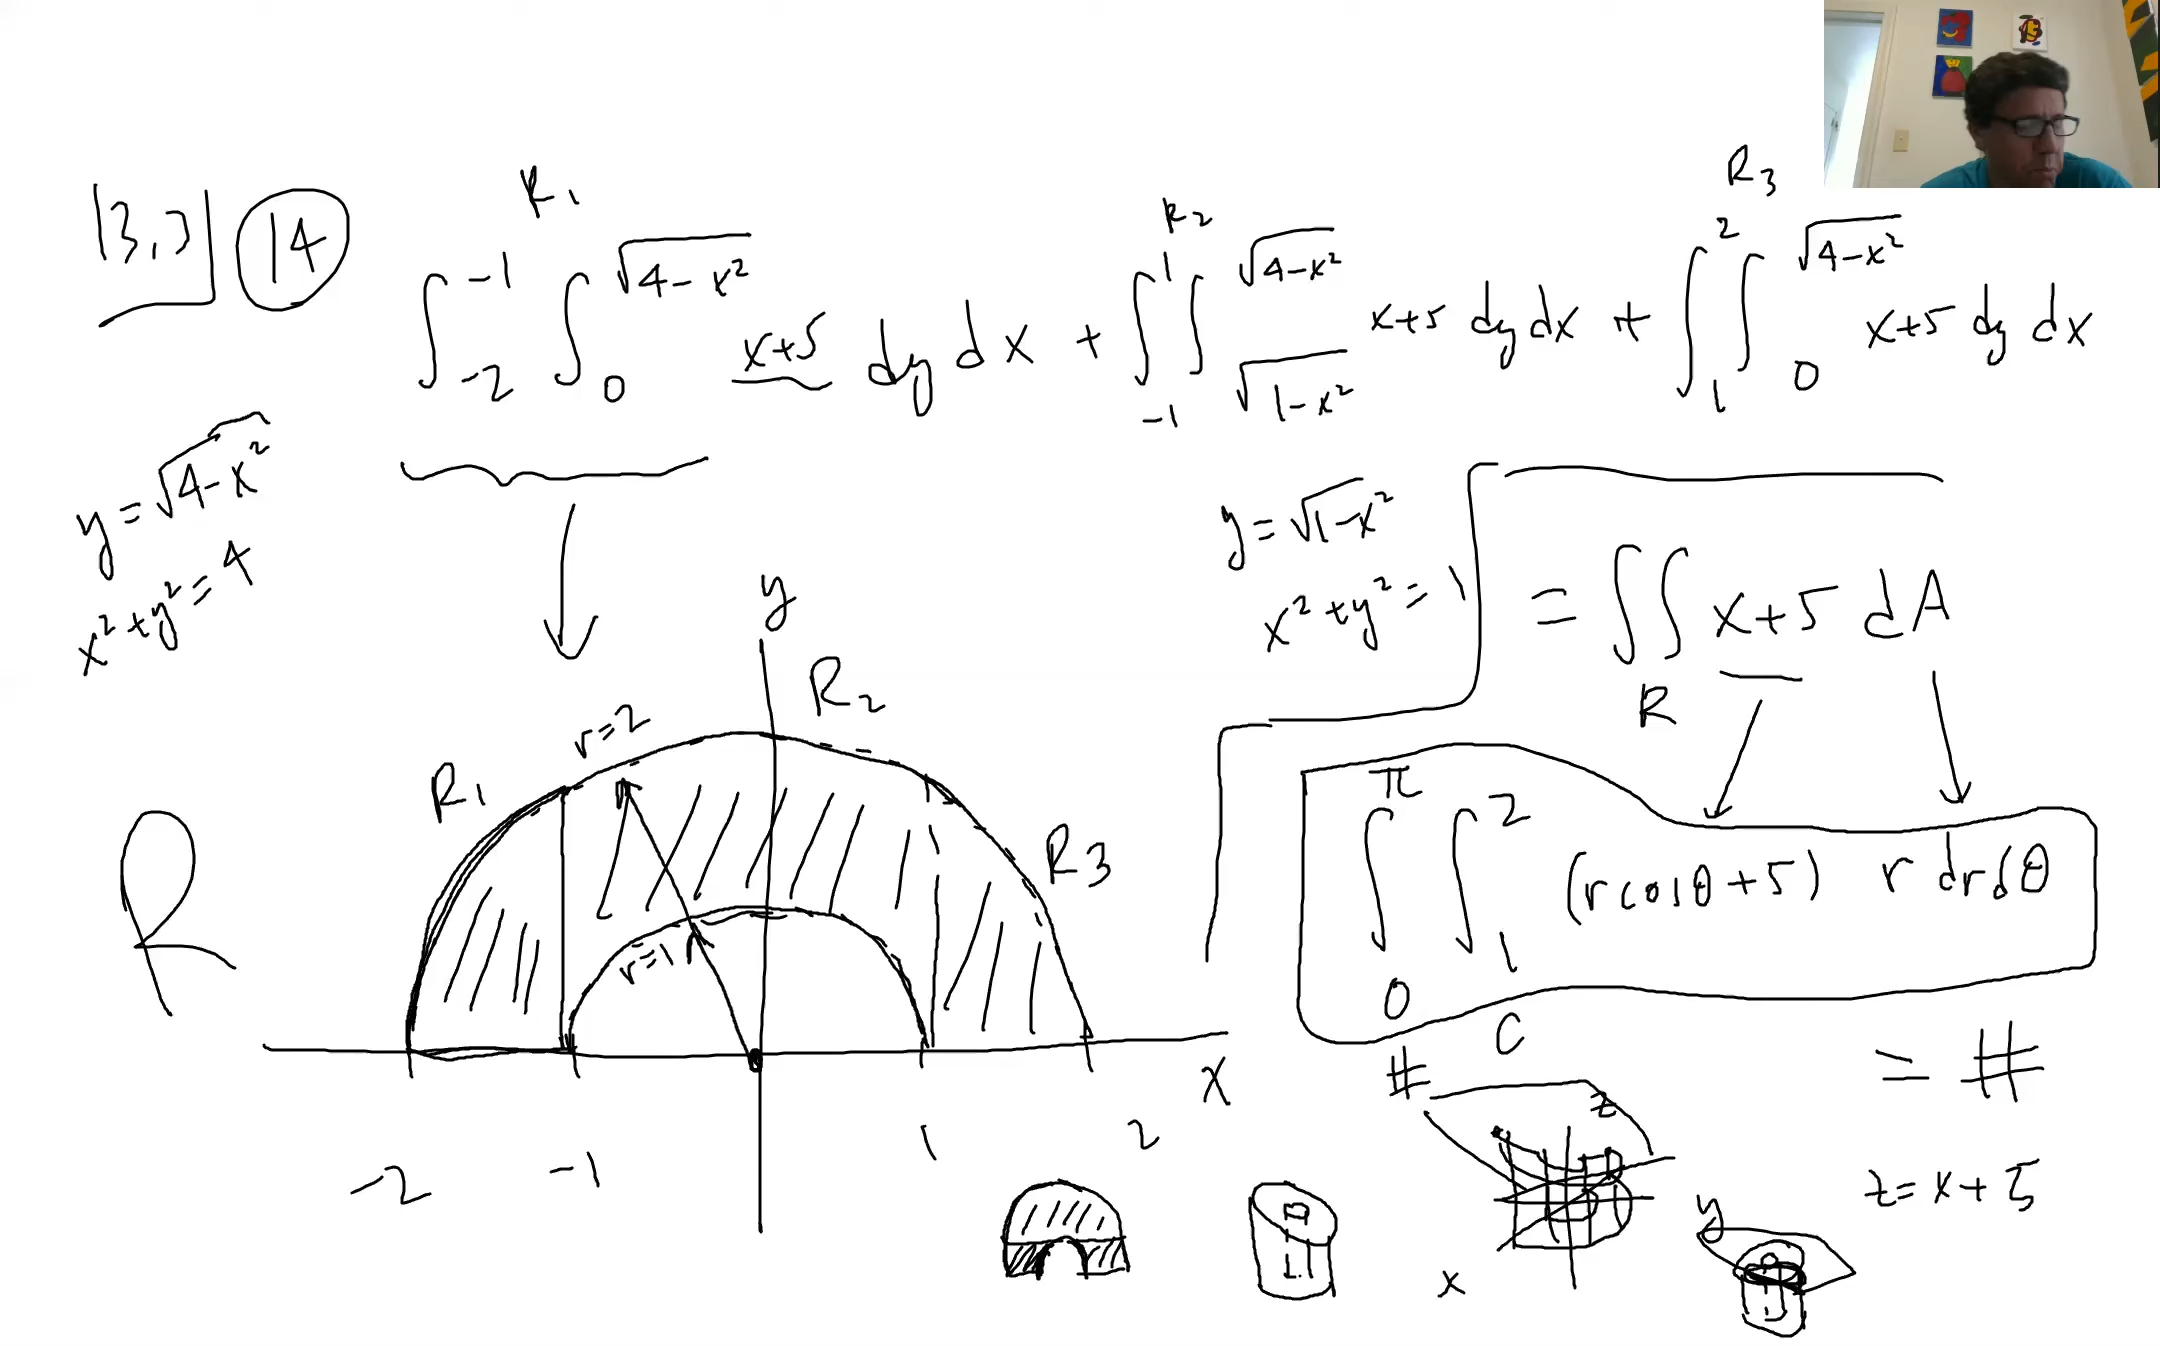 13.3 14
R1 R2 R3
∫_{-2}^{-1} ∫_0^{√(4-x²)} x+5 dy dx + ∫_{-1}^{1} ∫_{√(1-x²)}^{√(4-x²)} x+5 dy dx + ∫_1^2 ∫_0^{√(4-x²)} x+5 dy dx
y = √(4-x²)
x² + y² = 4
y = √(1-x²)
x² + y² = 1
= ∫∫_R x+5 dA
y
R2
r=2
R1
R3
R
r=1
x
-2 -1 1 2
∫_0^π ∫_1^2 (r cosθ + 5) r dr dθ
# C
= #
z
z = x + 5
y
x